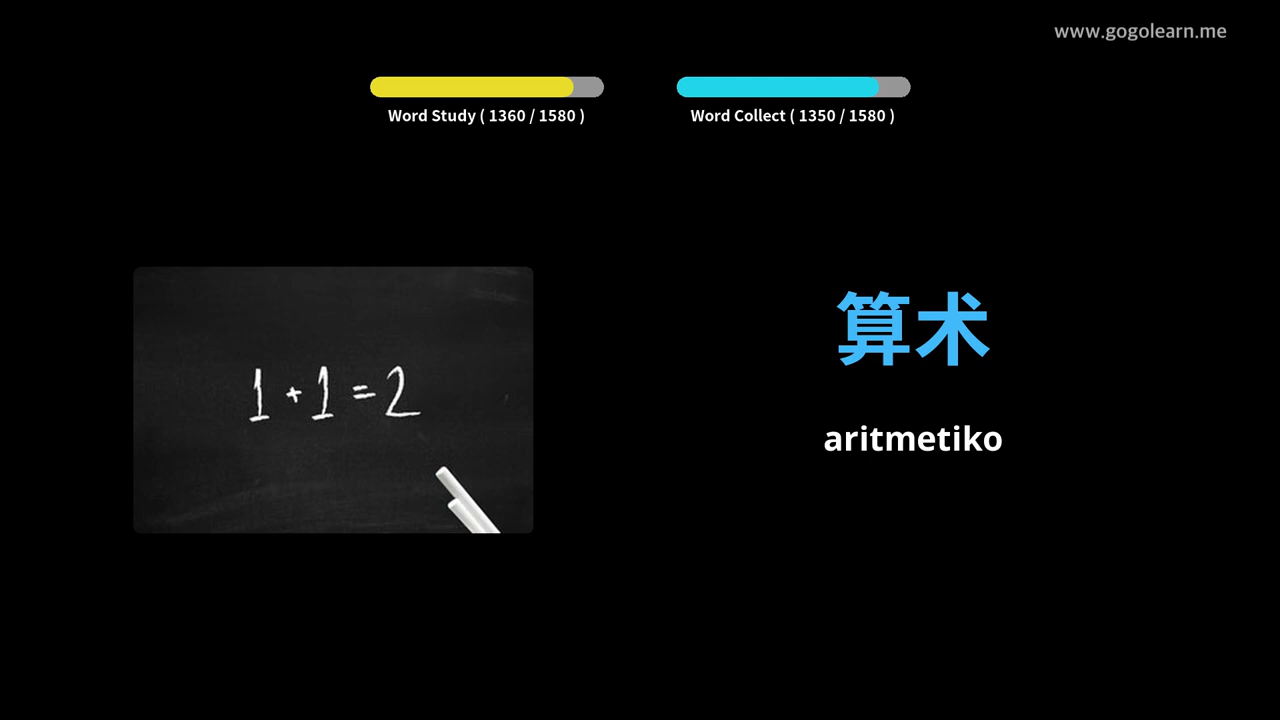 www.gogolearn.me
Word Study ( 1360 / 1580 )
Word Collect ( 1350 / 1580 )
1 + 1 = 2
算术
aritmetiko